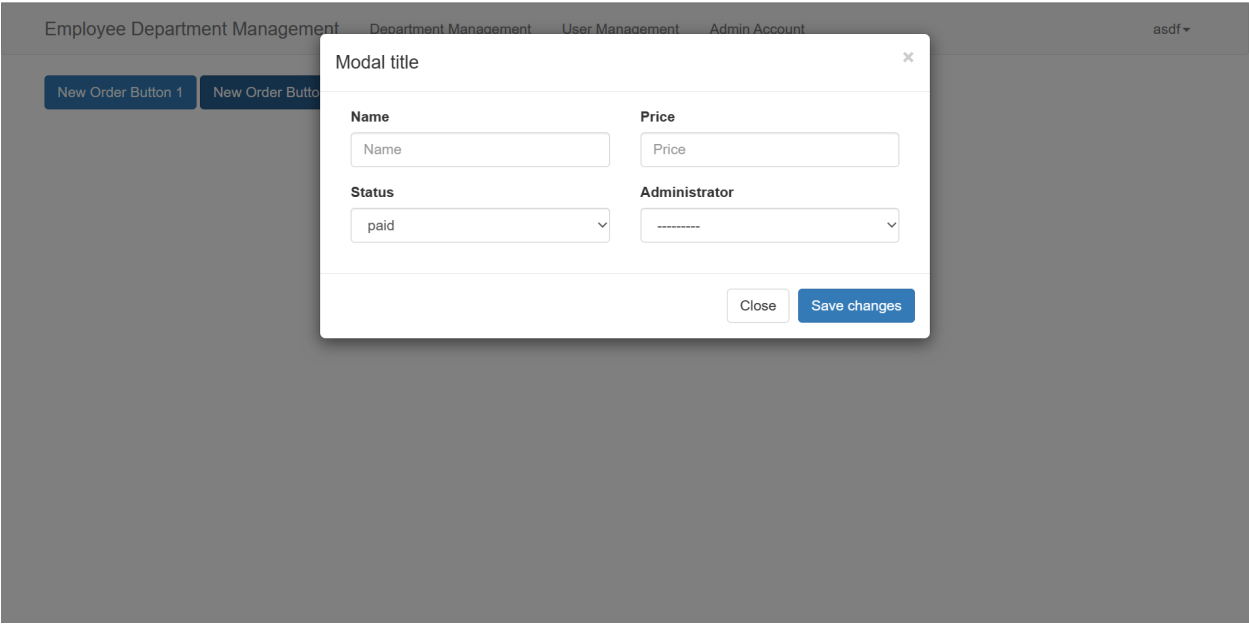 Employee Department Management Department Management User Management Admin Account asdf
New Order Button 1 New Order Butto
Modal title ×
Name Price
Name Price
Status Administrator
paid ---------
Close Save changes